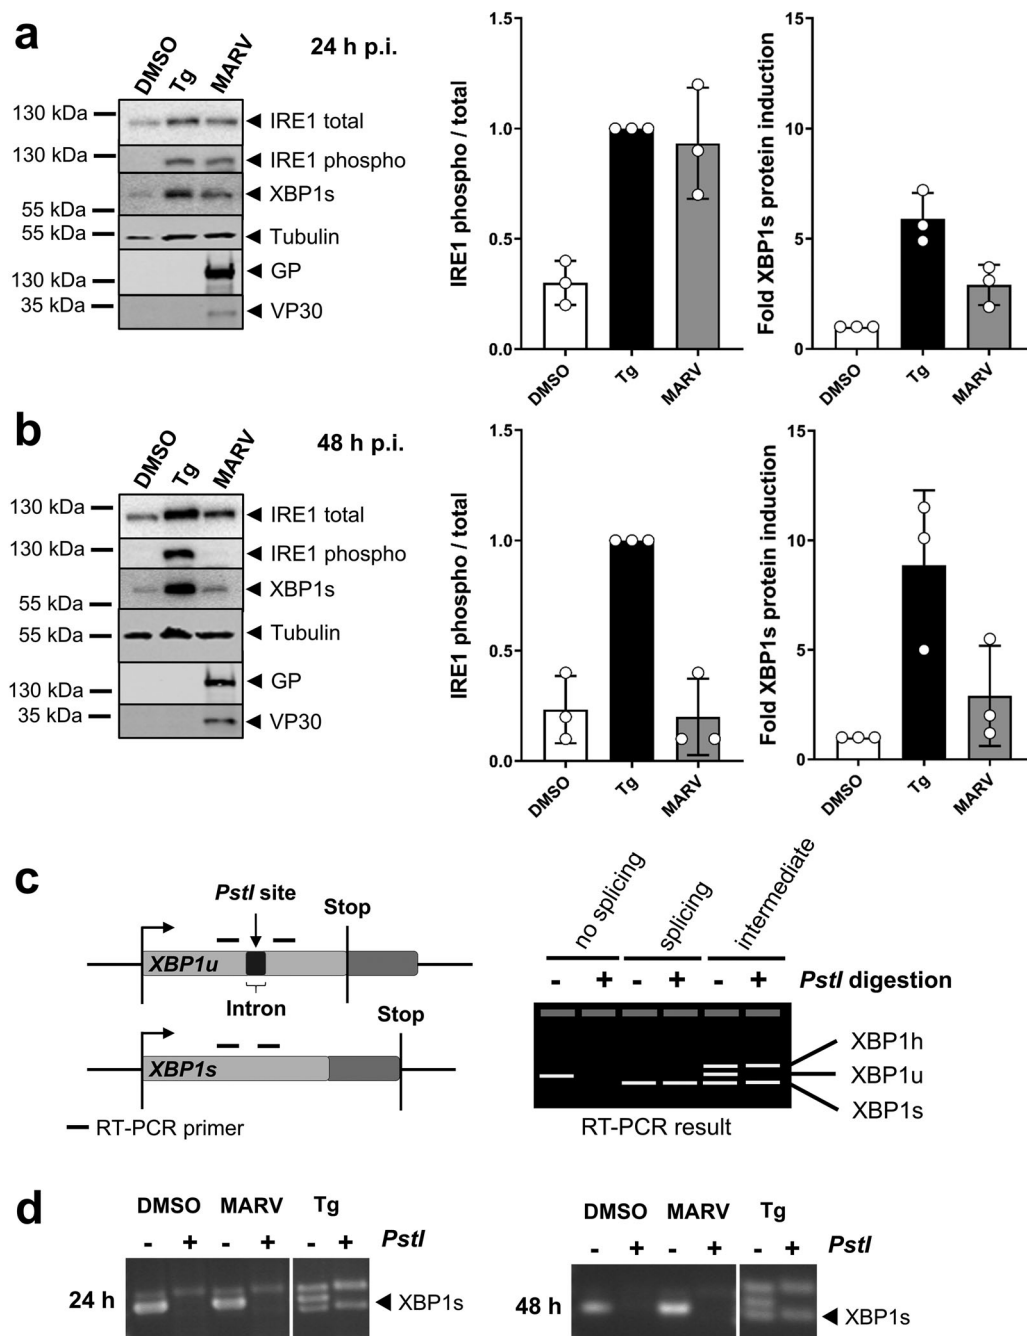 a
24 h p.i.
DMSO Tg MARV
130 kDa IRE1 total
130 kDa IRE1 phospho
XBP1s
55 kDa
55 kDa Tubulin
GP
130 kDa
35 kDa VP30
IRE1 phospho / total
1.0
0.5
0.0
DMSO Tg MARV
Fold XBP1s protein induction
15
10
5
0
DMSO Tg MARV
b
48 h p.i.
DMSO Tg MARV
130 kDa IRE1 total
IRE1 phospho
XBP1s
55 kDa
55 kDa Tubulin
GP
130 kDa
35 kDa VP30
IRE1 phospho / total
1.0
0.5
0.0
DMSO Tg MARV
Fold XBP1s protein induction
15
10
5
0
DMSO Tg MARV
c
PstI site
Stop
XBP1u
Intron
Stop
XBP1s
RT-PCR primer
no splicing splicing intermediate
- + - + - + PstI digestion
XBP1h
XBP1u
XBP1s
RT-PCR result
d
DMSO MARV Tg
- + - + - + PstI
24 h XBP1s
DMSO MARV Tg
- + - + - + PstI
48 h XBP1s